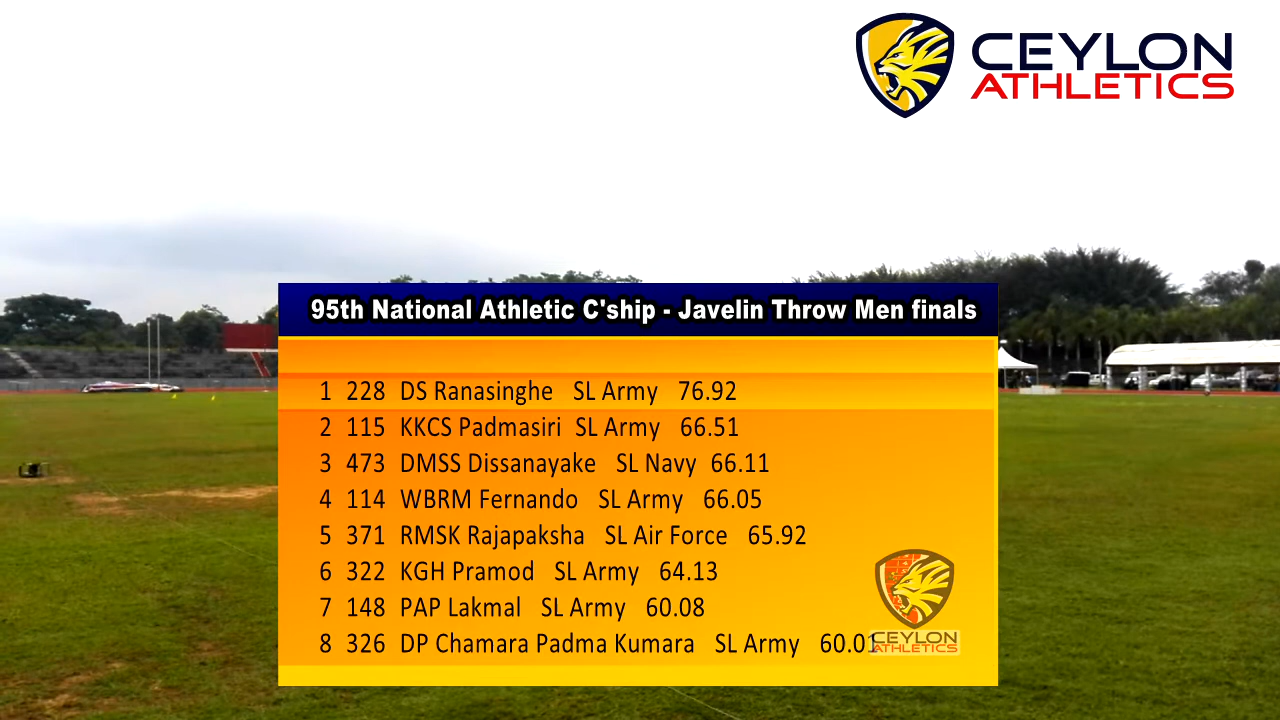 CEYLON
ATHLETICS
95th National Athletic C'ship - Javelin Throw Men finals
1 228 DS Ranasinghe SL Army 76.92
2 115 KKCS Padmasiri SL Army 66.51
3 473 DMSS Dissanayake SL Navy 66.11
4 114 WBRM Fernando SL Army 66.05
5 371 RMSK Rajapaksha SL Air Force 65.92
6 322 KGH Pramod SL Army 64.13
7 148 PAP Lakmal SL Army 60.08
8 326 DP Chamara Padma Kumara SL Army 60.01
CEYLON
ATHLETICS